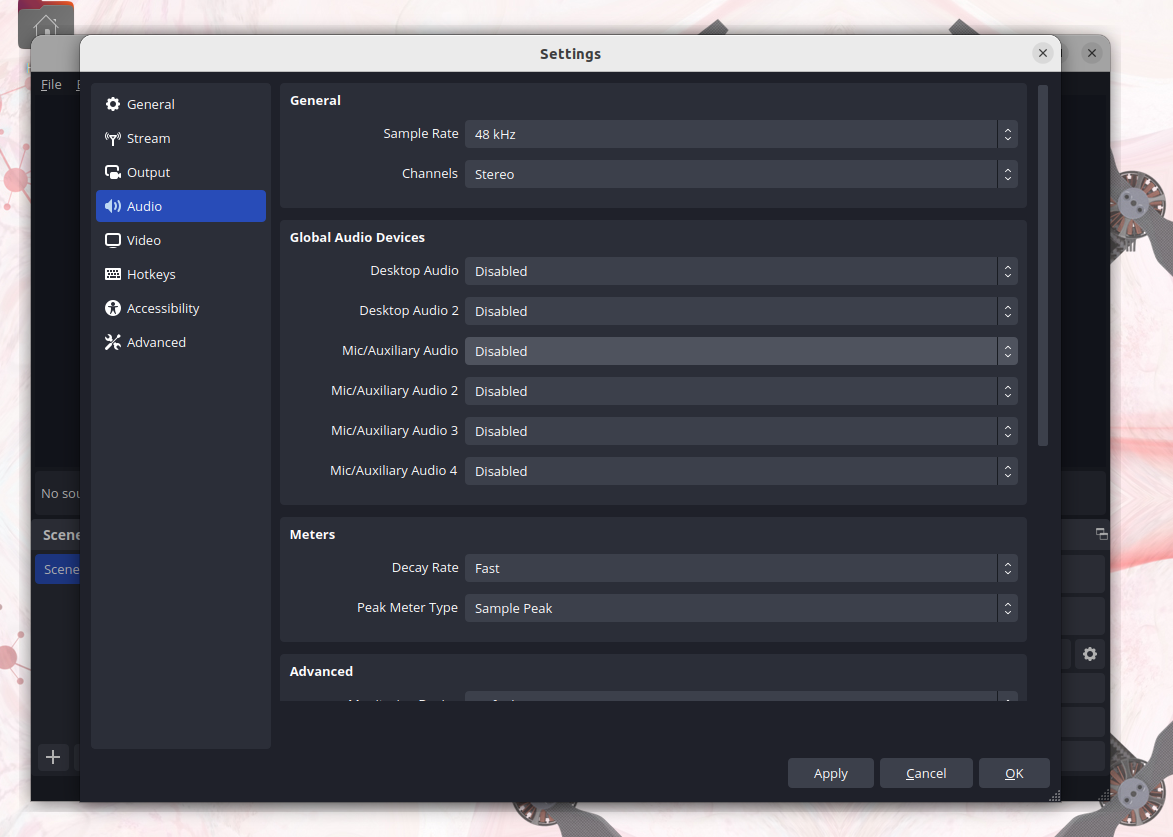 Settings
File
General
Stream
Output
Audio
Video
Hotkeys
Accessibility
Advanced
General
Sample Rate 48 kHz
Channels Stereo
Global Audio Devices
Desktop Audio Disabled
Desktop Audio 2 Disabled
Mic/Auxiliary Audio Disabled
Mic/Auxiliary Audio 2 Disabled
Mic/Auxiliary Audio 3 Disabled
Mic/Auxiliary Audio 4 Disabled
Meters
Decay Rate Fast
Peak Meter Type Sample Peak
Advanced
No sou
Scene
Scene
Apply Cancel OK